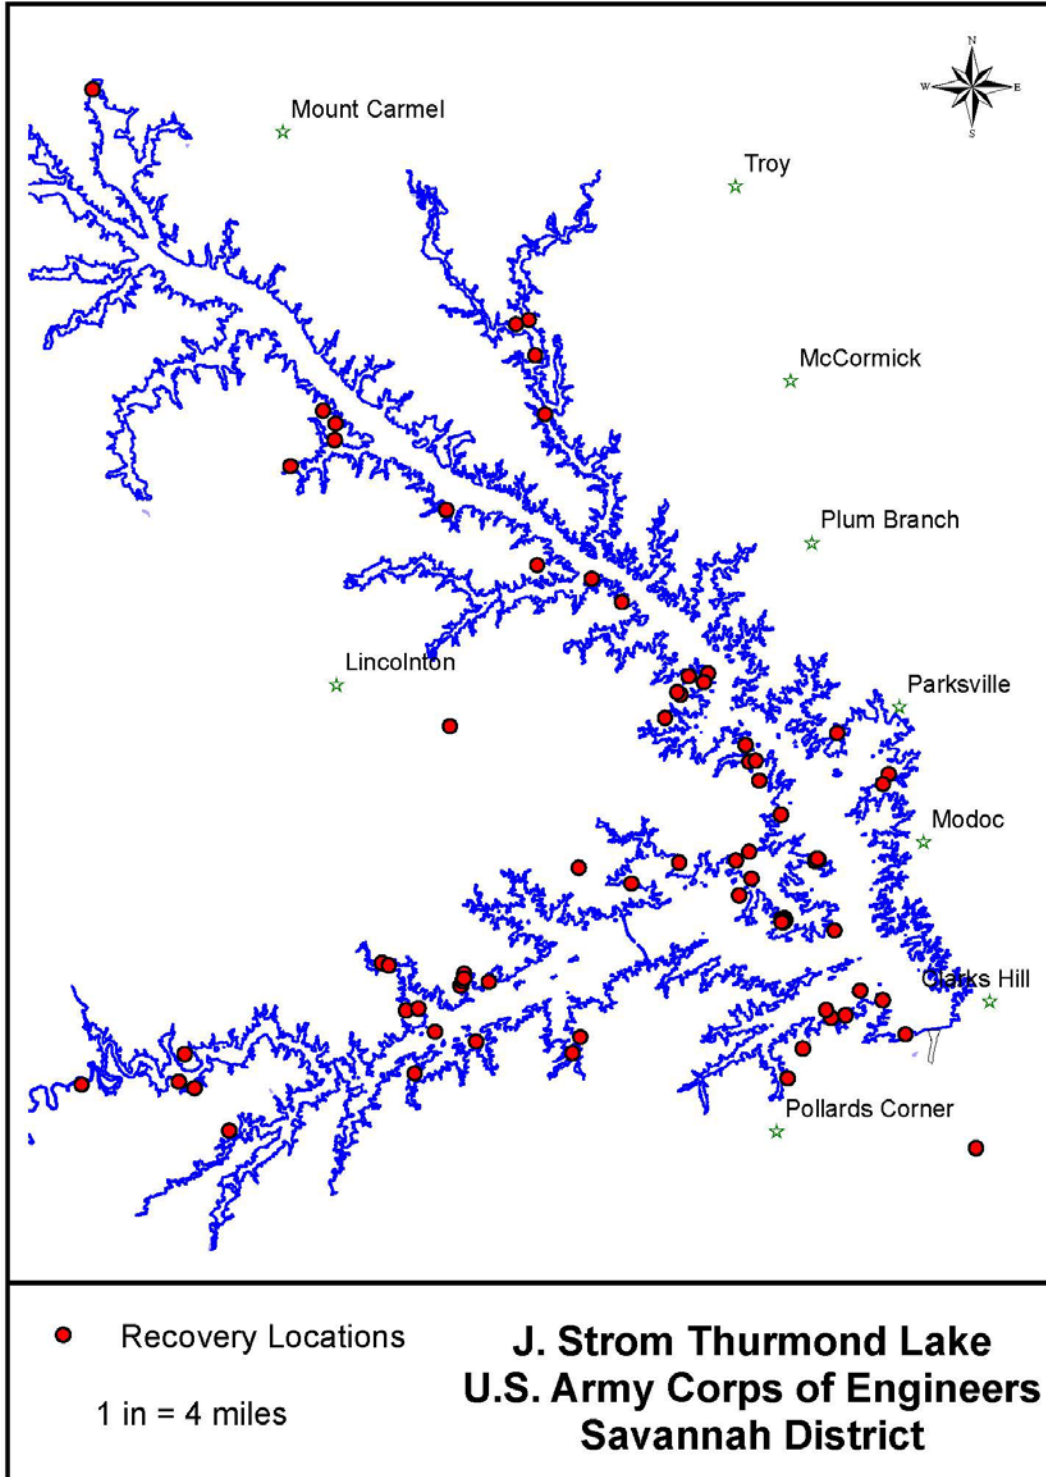 N
W E
S
Mount Carmel
Troy
McCormick
Plum Branch
Lincolnton
Parksville
Modoc
Clarks Hill
Pollards Corner
Recovery Locations
1 in = 4 miles
J. Strom Thurmond Lake
U.S. Army Corps of Engineers
Savannah District